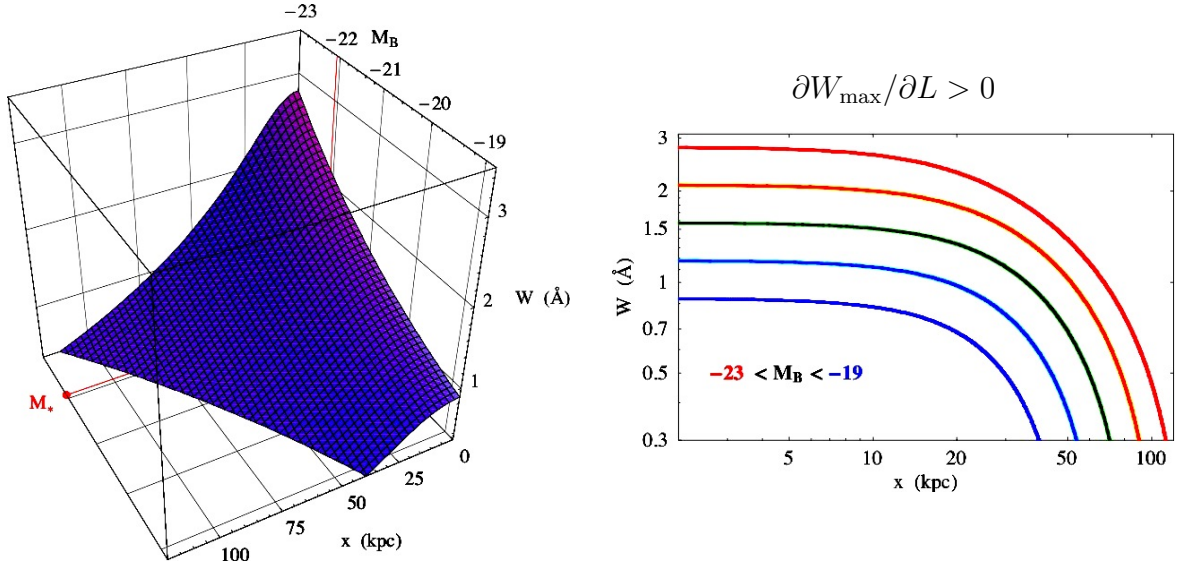 −23
−22
M_B
−21
−20
−19
3
2
W (Å)
1
0
25
50
75
100
x (kpc)
M_*
∂W_max/∂L > 0
3
2
1.5
1
0.7
0.5
0.3
W (Å)
−23 < M_B < −19
5 10 20 50 100
x (kpc)